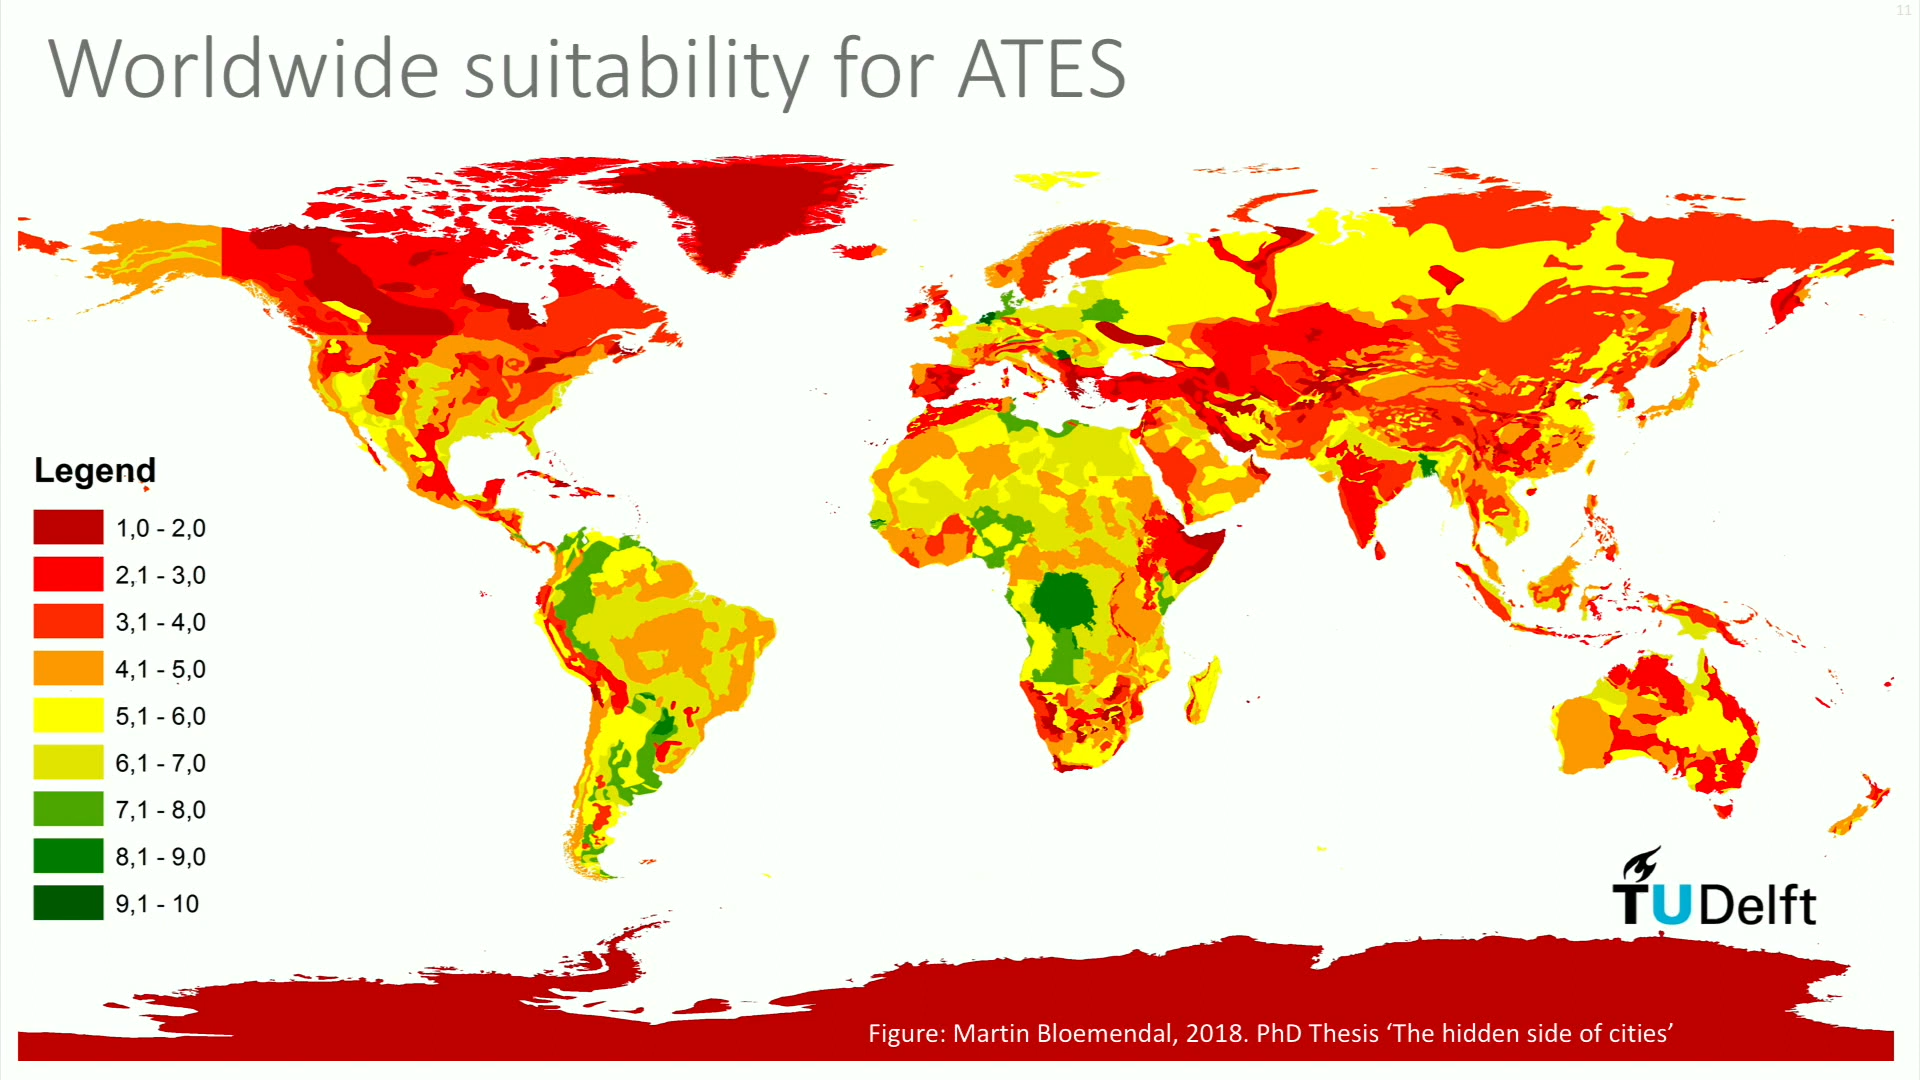 11
Worldwide suitability for ATES
Legend
1,0 - 2,0
2,1 - 3,0
3,1 - 4,0
4,1 - 5,0
5,1 - 6,0
6,1 - 7,0
7,1 - 8,0
8,1 - 9,0
9,1 - 10
TUDelft
Figure: Martin Bloemendal, 2018. PhD Thesis ‘The hidden side of cities’